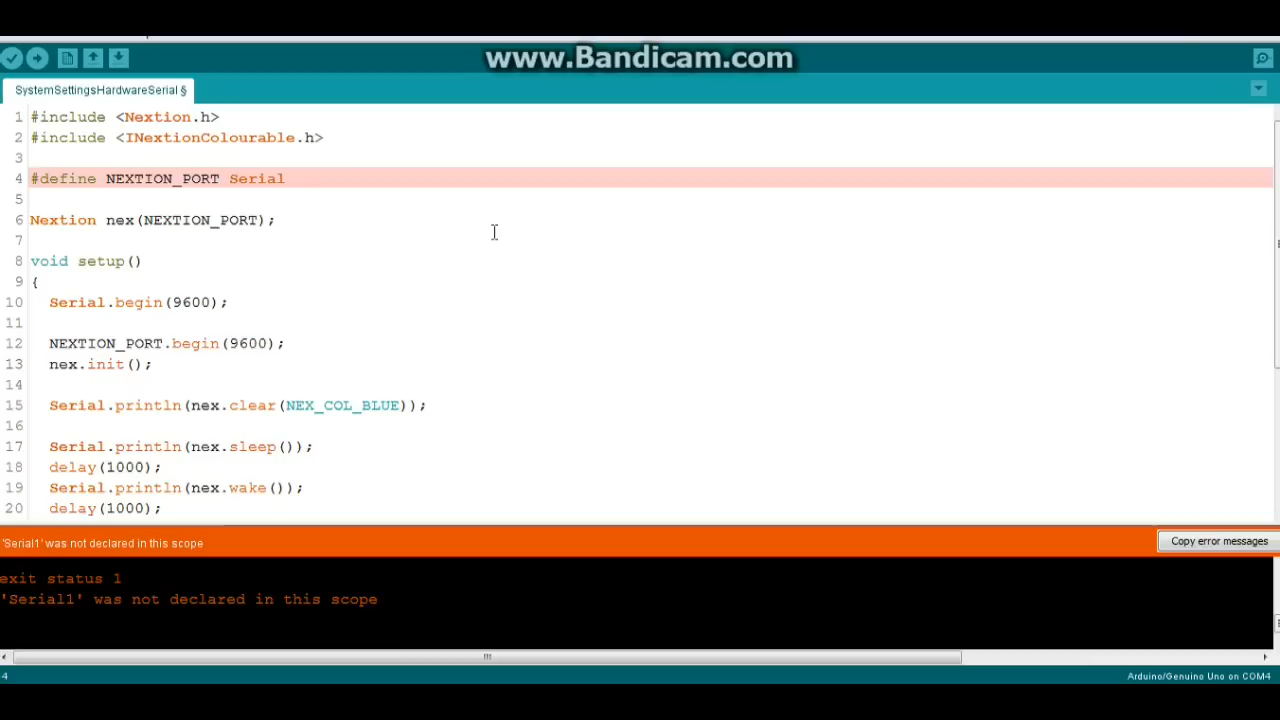 www.Bandicam.com
SystemSettingsHardwareSerial §
1 #include <Nextion.h>
2 #include <INextionColourable.h>
3
4 #define NEXTION_PORT Serial
5
6 Nextion nex(NEXTION_PORT);
7
8 void setup()
9 {
10 Serial.begin(9600);
11
12 NEXTION_PORT.begin(9600);
13 nex.init();
14
15 Serial.println(nex.clear(NEX_COL_BLUE));
16
17 Serial.println(nex.sleep());
18 delay(1000);
19 Serial.println(nex.wake());
20 delay(1000);
'Serial1' was not declared in this scope
Copy error messages
exit status 1
'Serial1' was not declared in this scope
4
Arduino/Genuino Uno on COM4